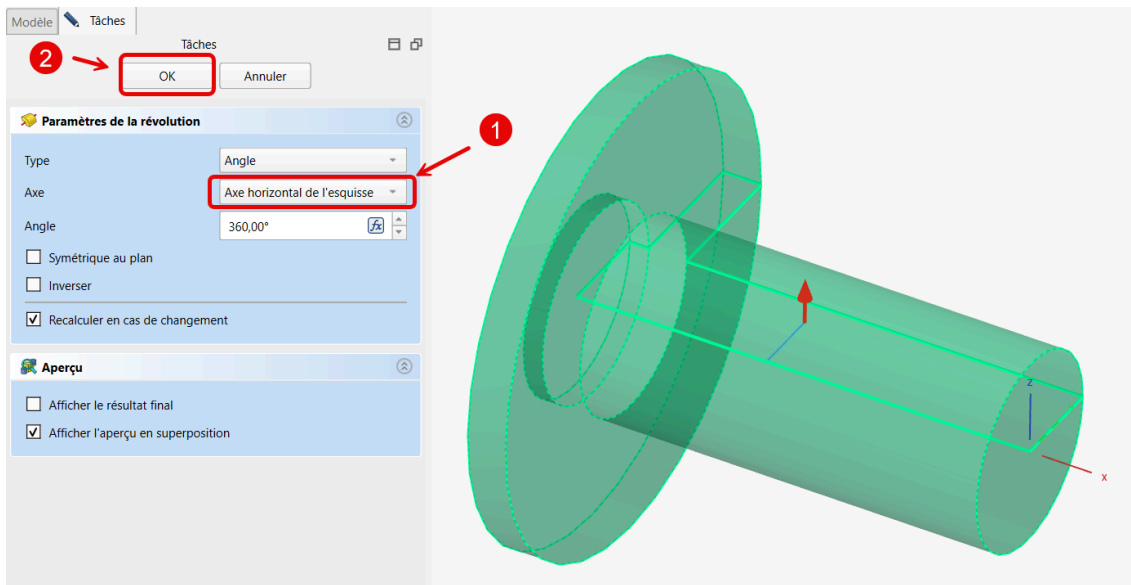 Modèle Tâches
Tâches
2
OK Annuler
Paramètres de la révolution
1
Type Angle
Axe Axe horizontal de l'esquisse
Angle 360,00° fx
Symétrique au plan
Inverser
Recalculer en cas de changement
Aperçu
Afficher le résultat final
Afficher l'aperçu en superposition
z
x